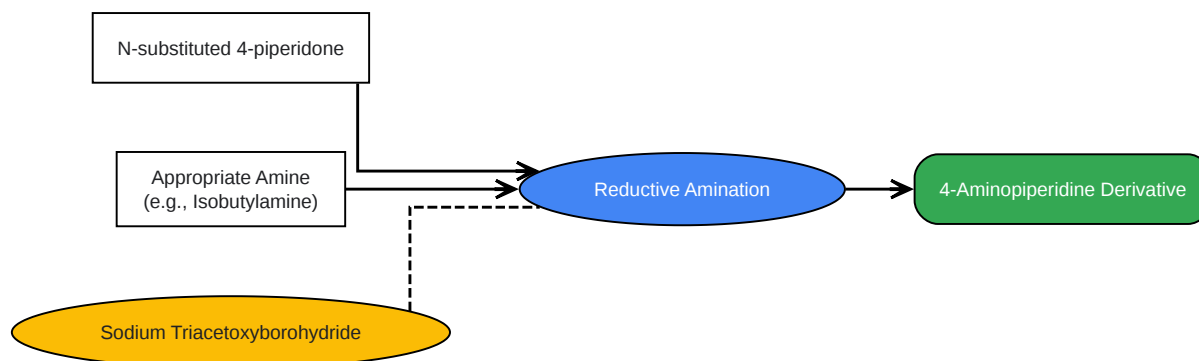 N-substituted 4-piperidone
Appropriate Amine
(e.g., Isobutylamine)
Reductive Amination
4-Aminopiperidine Derivative
Sodium Triacetoxyborohydride